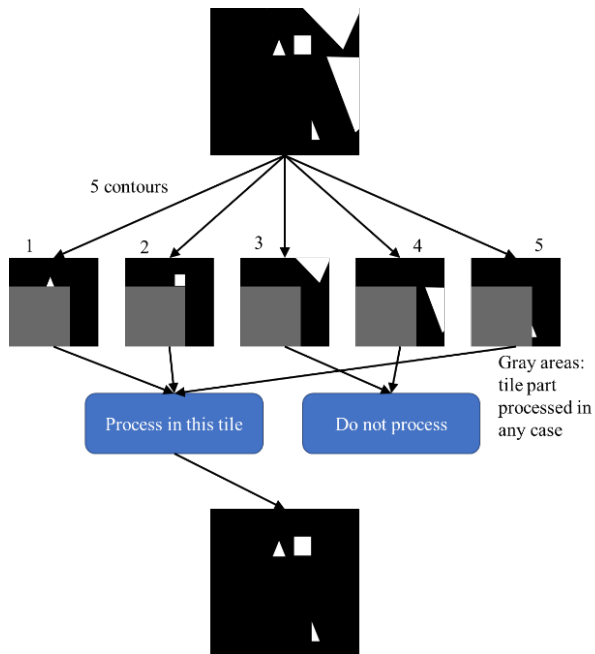 5 contours
1
2
3
4
5
Gray areas:
tile part
processed in
any case
Process in this tile
Do not process